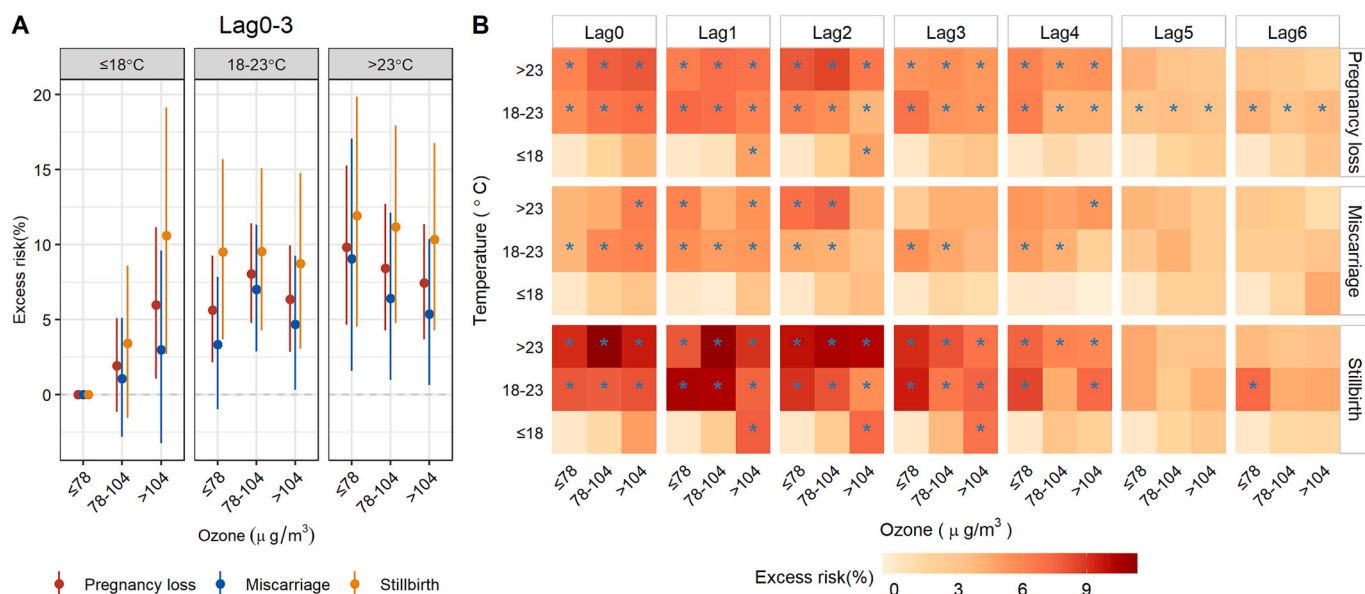 A
Lag0-3
≤18°C 18-23°C >23°C
Excess risk(%)
20
15
10
5
0
≤78 78-104 >104 ≤78 78-104 >104 ≤78 78-104 >104
Ozone (μ g/m³)
Pregnancy loss Miscarriage Stillbirth
B
Lag0 Lag1 Lag2 Lag3 Lag4 Lag5 Lag6
Temperature ( ° C)
>23 * * * * * * * * * * * * * * *
18-23 * * * * * * * * * * * * * * * * * * * * *
≤18 * *
Pregnancy loss
>23 * * * * * *
18-23 * * * * * * * * * * * *
≤18
Miscarriage
>23 * * * * * * * * * * * * * * *
18-23 * * * * * * * * * * * * * * *
≤18 * * *
Stillbirth
≤78 78-104 >104 ≤78 78-104 >104 ≤78 78-104 >104 ≤78 78-104 >104 ≤78 78-104 >104 ≤78 78-104 >104 ≤78 78-104 >104
Ozone ( μ g/m³)
Excess risk(%)
0 3 6 9